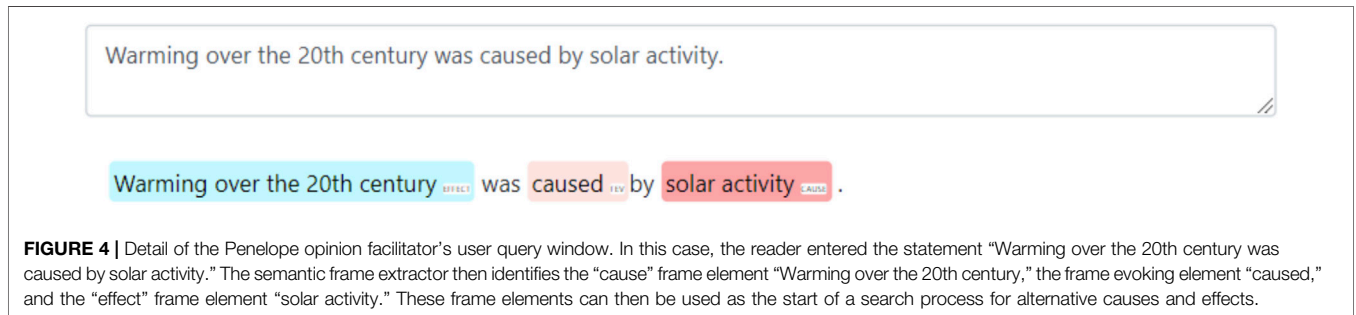 Warming over the 20th century was caused by solar activity.
Warming over the 20th century EFFECT was caused FEV by solar activity CAUSE .
FIGURE 4 | Detail of the Penelope opinion facilitator's user query window. In this case, the reader entered the statement “Warming over the 20th century was
caused by solar activity.” The semantic frame extractor then identifies the “cause” frame element “Warming over the 20th century,” the frame evoking element “caused,”
and the “effect” frame element “solar activity.” These frame elements can then be used as the start of a search process for alternative causes and effects.